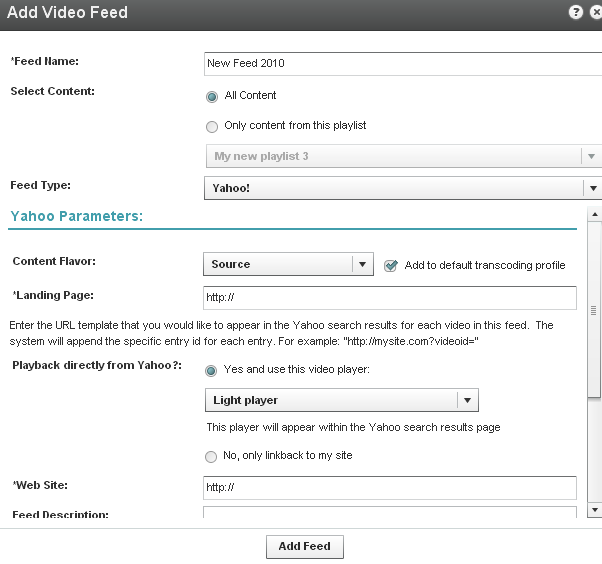 Add Video Feed ? x
*Feed Name: New Feed 2010
Select Content: All Content
Only content from this playlist
My new playlist 3
Feed Type: Yahoo!
Yahoo Parameters:
Content Flavor: Source Add to default transcoding profile
*Landing Page: http://
Enter the URL template that you would like to appear in the Yahoo search results for each video in this feed. The
system will append the specific entry id for each entry. For example: "http://mysite.com?videoid="
Playback directly from Yahoo?: Yes and use this video player:
Light player
This player will appear within the Yahoo search results page
No, only linkback to my site
*Web Site: http://
Feed Description:
Add Feed